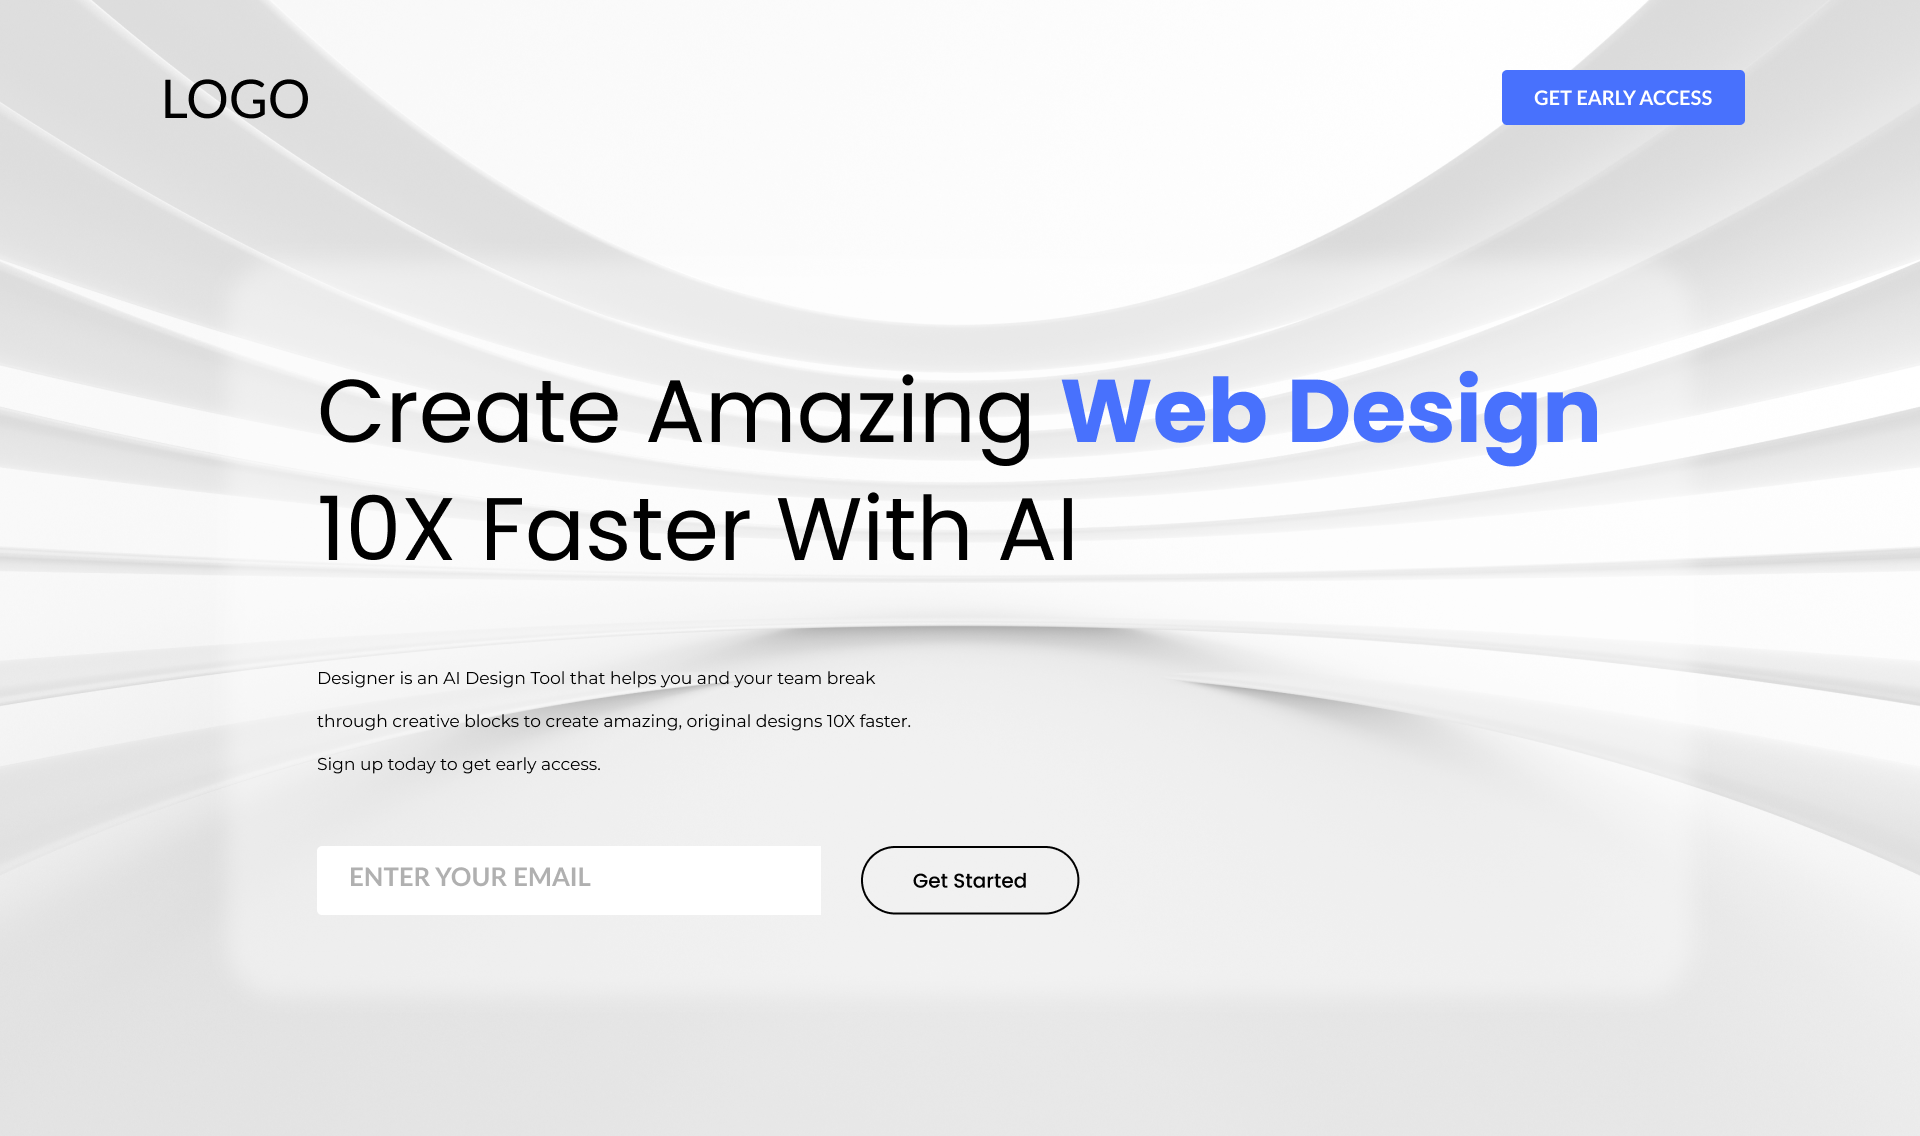 LOGO
GET EARLY ACCESS
Create Amazing Web Design
10X Faster With AI
Designer is an AI Design Tool that helps you and your team break
through creative blocks to create amazing, original designs 10X faster.
Sign up today to get early access.
ENTER YOUR EMAIL
Get Started